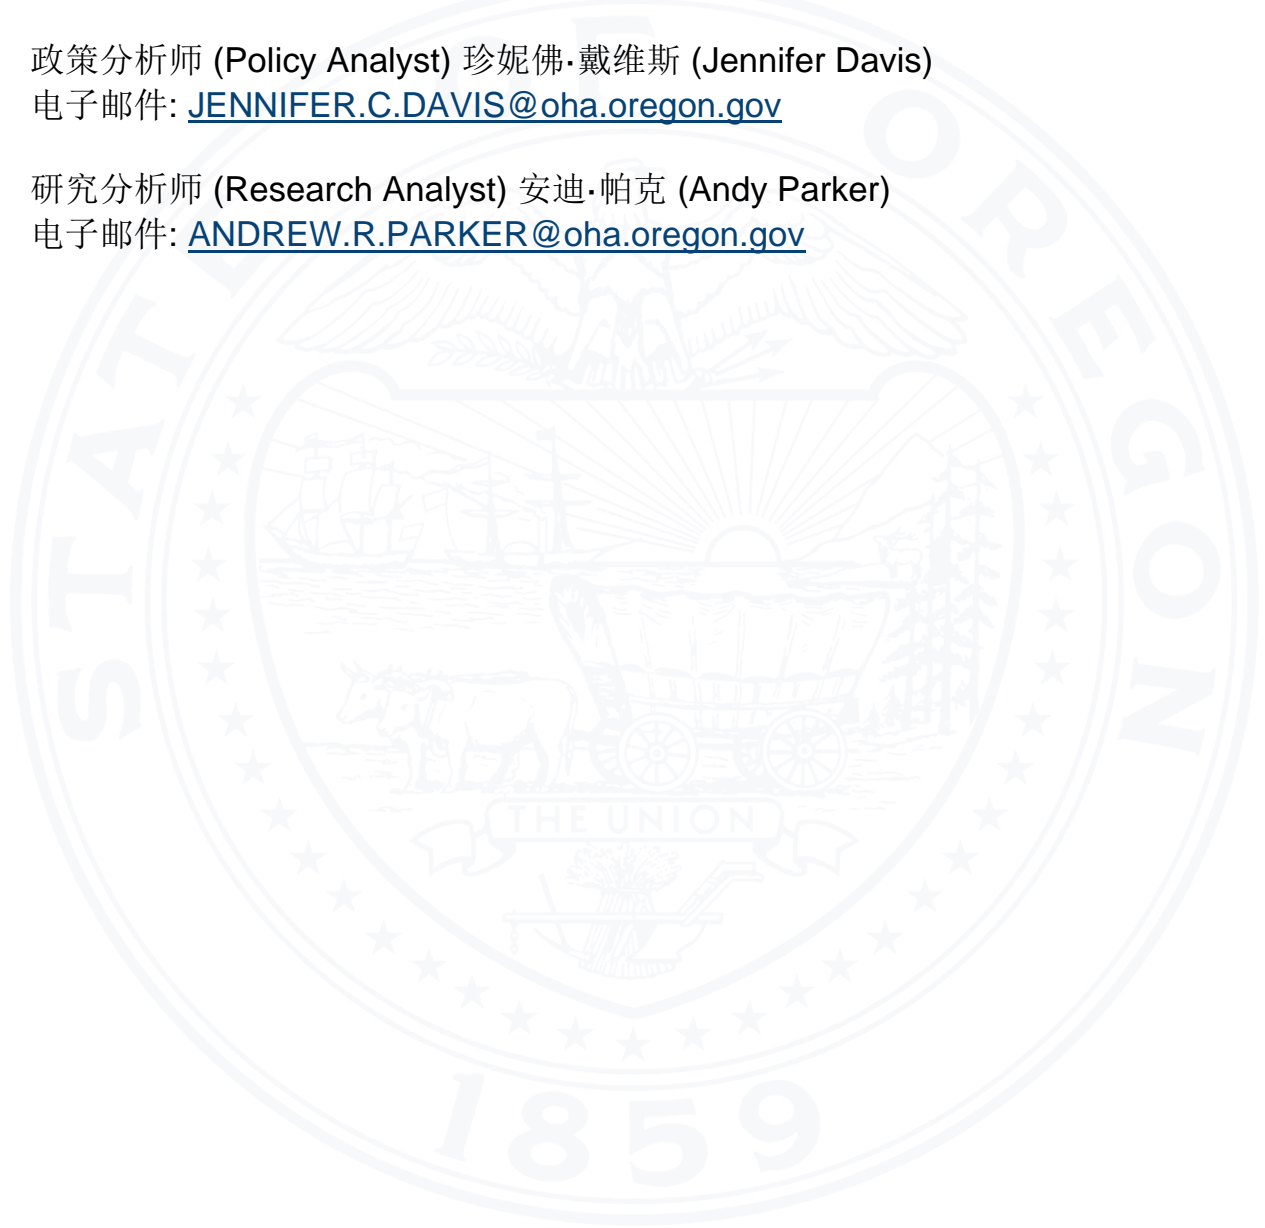 政策分析师 (Policy Analyst) 珍妮佛·戴维斯 (Jennifer Davis)
电子邮件: JENNIFER.C.DAVIS@oha.oregon.gov
研究分析师 (Research Analyst) 安迪·帕克 (Andy Parker)
电子邮件: ANDREW.R.PARKER@oha.oregon.gov
STATE OF OREGON
THE UNION
1859